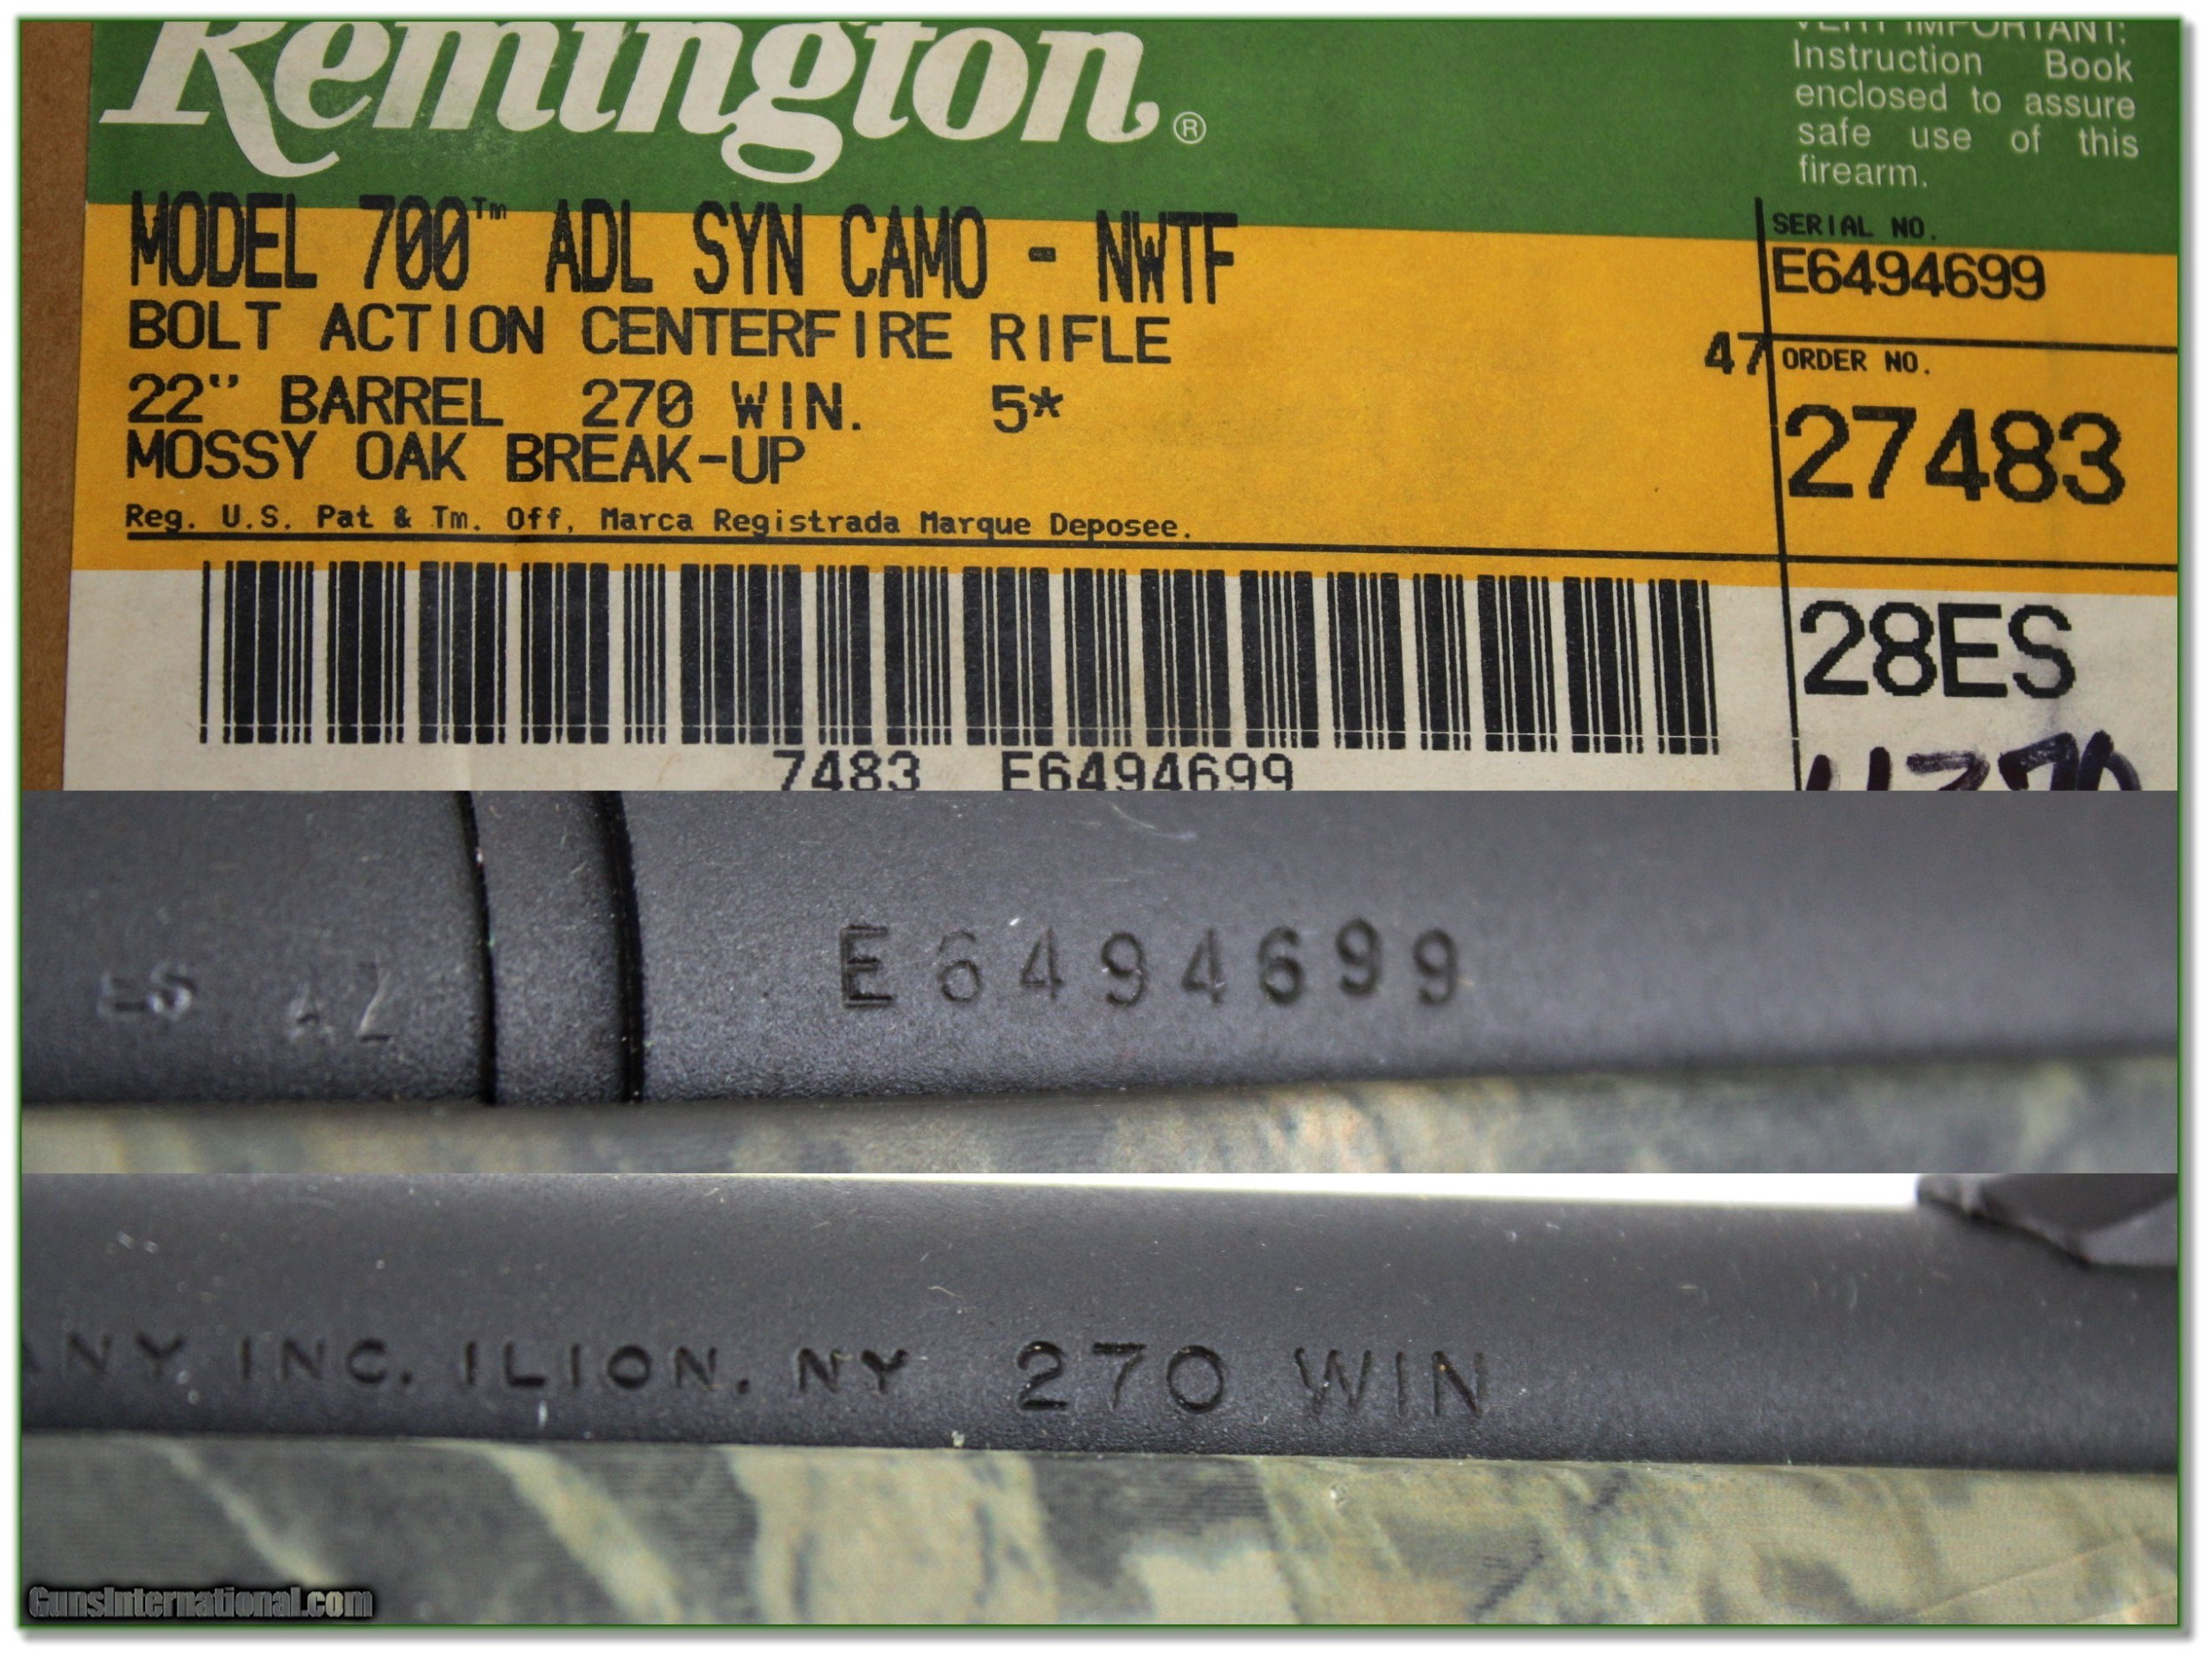 Remington®
VERY IMPORTANT:
Instruction Book
enclosed to assure
safe use of this
firearm.
MODEL 700™ ADL SYN CAMO - NWTF
BOLT ACTION CENTERFIRE RIFLE
22" BARREL 270 WIN. 5*
MOSSY OAK BREAK-UP
Reg. U.S. Pat & Tm. Off, Marca Registrada Marque Deposee.
SERIAL NO.
E6494699
47
ORDER NO.
27483
28ES
7483 E6494699
ES 47
E6494699
ANY INC. ILION, NY 270 WIN
GunsInternational.com